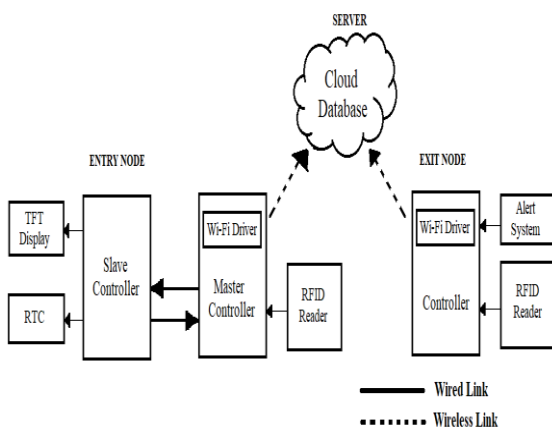 SERVER
Cloud
Database
ENTRY NODE
EXIT NODE
TFT
Display
RTC
Slave
Controller
Wi-Fi Driver
Master
Controller
RFID
Reader
Wi-Fi Driver
Controller
Alert
System
RFID
Reader
Wired Link
Wireless Link